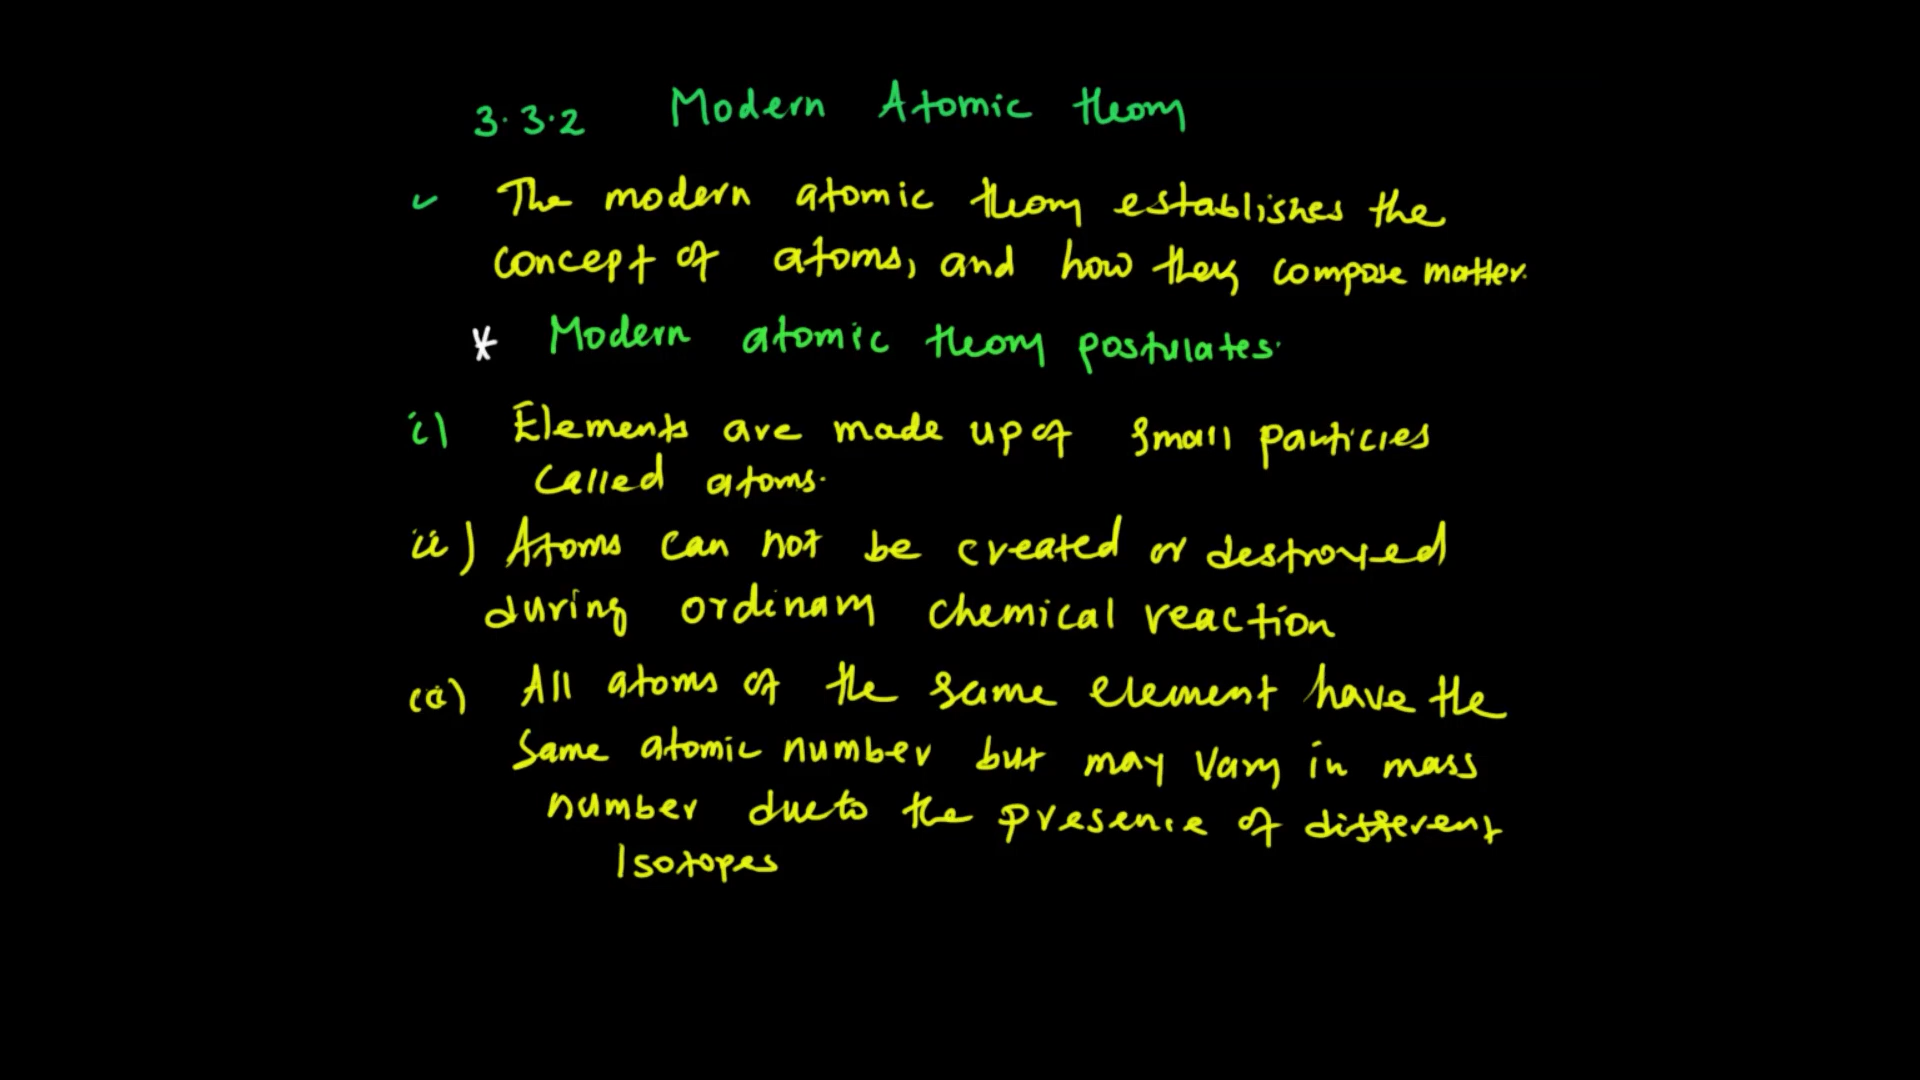 3.3.2 Modern Atomic theory
✓ The modern atomic theory establishes the
concept of atoms, and how they compose matter.
* Modern atomic theory postulates.
i) Elements are made up of small particles
called atoms.
ii) Atoms can not be created or destroyed
during ordinary chemical reaction
iii) All atoms of the same element have the
same atomic number but may vary in mass
number due to the presence of different
Isotopes